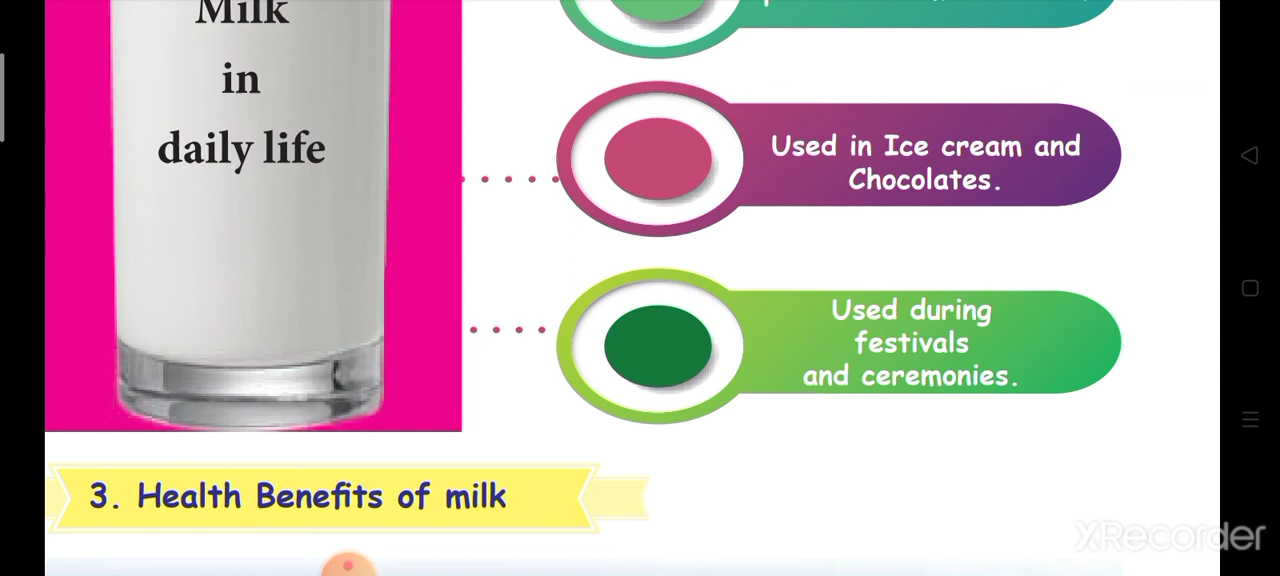 Milk
in
daily life
Used in Ice cream and
Chocolates.
Used during
festivals
and ceremonies.
3. Health Benefits of milk
XRecorder